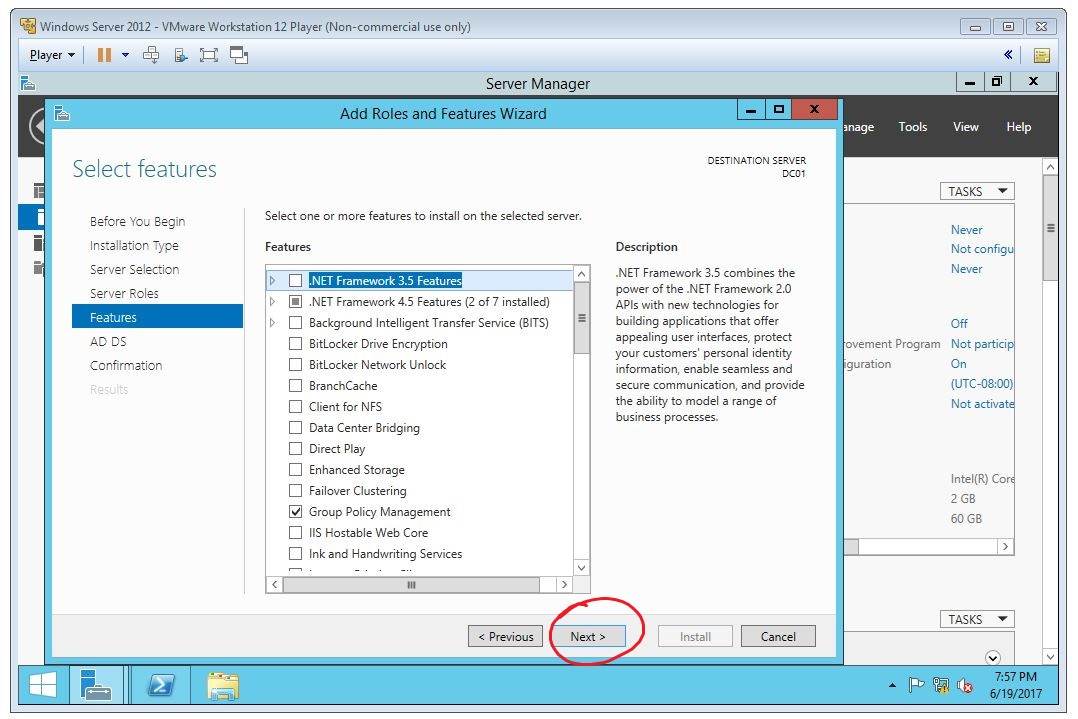 Windows Server 2012 - VMware Workstation 12 Player (Non-commercial use only)
Player
Server Manager
Add Roles and Features Wizard
Tools View Help
Select features
DESTINATION SERVER
DC01
TASKS
Before You Begin
Installation Type
Server Selection
Server Roles
Features
AD DS
Confirmation
Results
Select one or more features to install on the selected server.
Features
.NET Framework 3.5 Features
.NET Framework 4.5 Features (2 of 7 installed)
Background Intelligent Transfer Service (BITS)
BitLocker Drive Encryption
BitLocker Network Unlock
BranchCache
Client for NFS
Data Center Bridging
Direct Play
Enhanced Storage
Failover Clustering
Group Policy Management
IIS Hostable Web Core
Ink and Handwriting Services
Description
.NET Framework 3.5 combines the
power of the .NET Framework 2.0
APIs with new technologies for
building applications that offer
appealing user interfaces, protect
your customers' personal identity
information, enable seamless and
secure communication, and provide
the ability to model a range of
business processes.
Never
Not configu
Never
Off
rovement Program Not particip
iguration On
(UTC-08:00)
Not activate
Intel(R) Core
2 GB
60 GB
TASKS
< Previous
Next >
Install
Cancel
7:57 PM
6/19/2017